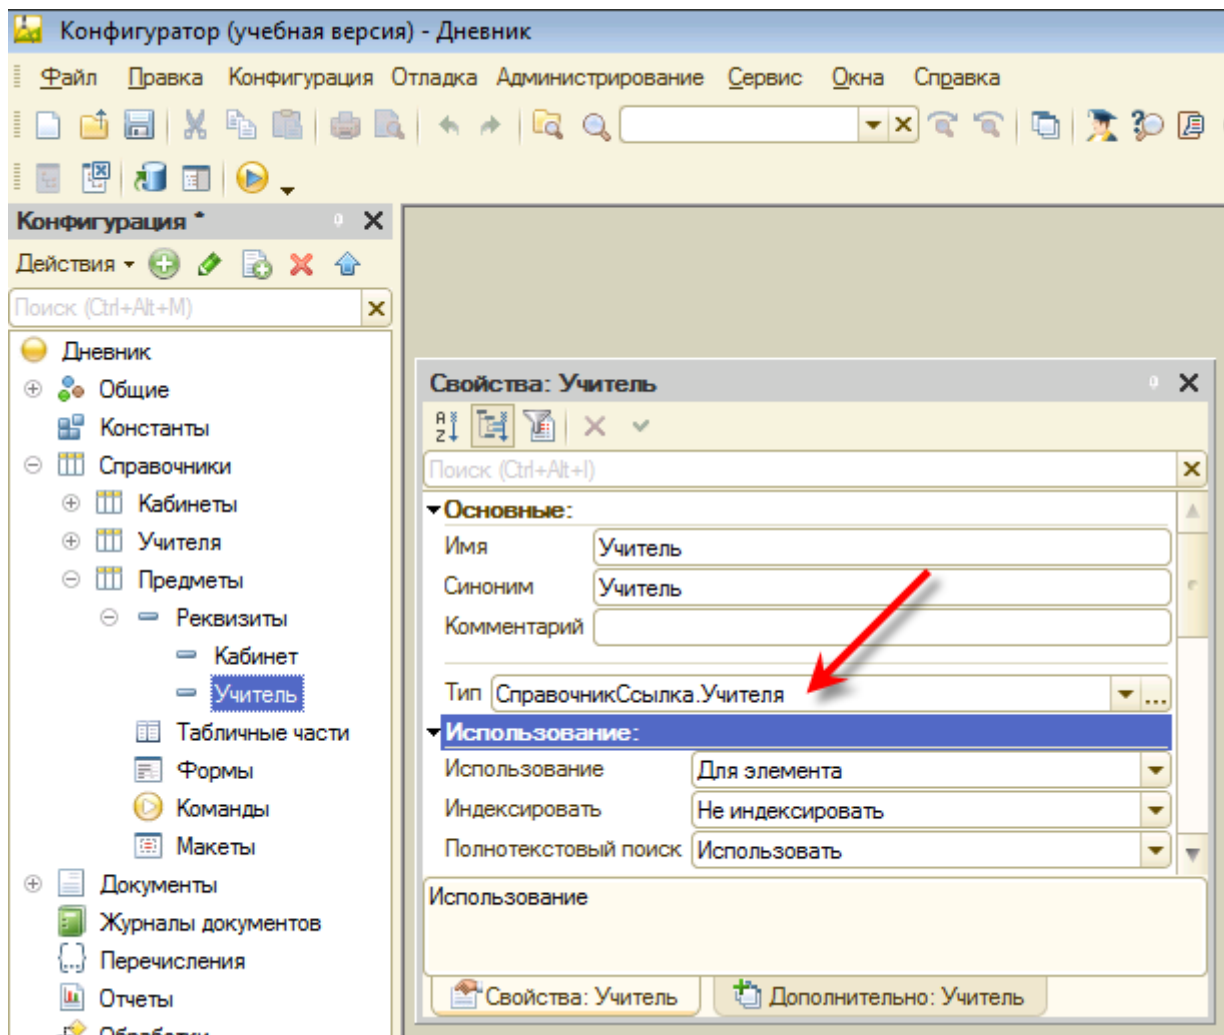 Конфигуратор (учебная версия) - Дневник
Файл Правка Конфигурация Отладка Администрирование Сервис Окна Справка
Конфигурация *
Действия
Поиск (Ctrl+Alt+M)
Дневник
Общие
Константы
Справочники
Кабинеты
Учителя
Предметы
Реквизиты
Кабинет
Учитель
Табличные части
Формы
Команды
Макеты
Документы
Журналы документов
Перечисления
Отчеты
Обработки
Свойства: Учитель
Поиск (Ctrl+Alt+I)
Основные:
Имя Учитель
Синоним Учитель
Комментарий
Тип СправочникСсылка.Учителя ...
Использование:
Использование Для элемента
Индексировать Не индексировать
Полнотекстовый поиск Использовать
Использование
Свойства: Учитель Дополнительно: Учитель